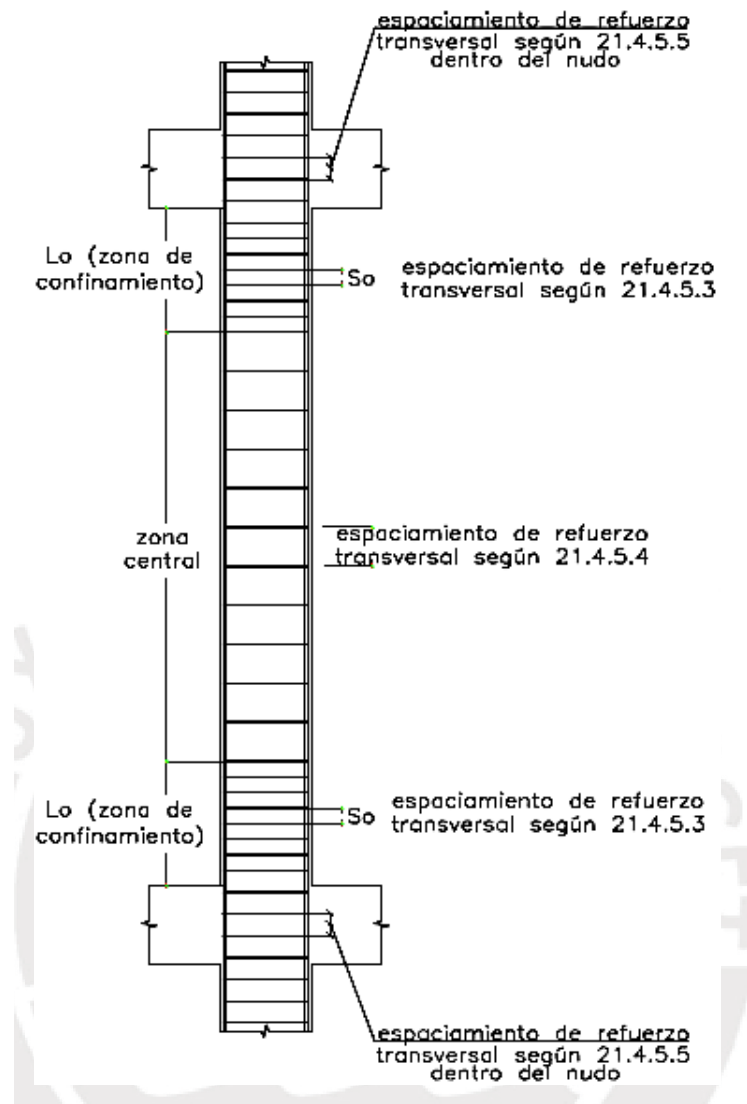 espaciamiento de refuerzo
transversal según 21.4.5.5
dentro del nudo
Lo (zona de
confinamiento)
So
espaciamiento de refuerzo
transversal según 21.4.5.3
zona
central
espaciamiento de refuerzo
transversal según 21.4.5.4
Lo (zona de
confinamiento)
So
espaciamiento de refuerzo
transversal según 21.4.5.3
espaciamiento de refuerzo
transversal según 21.4.5.5
dentro del nudo